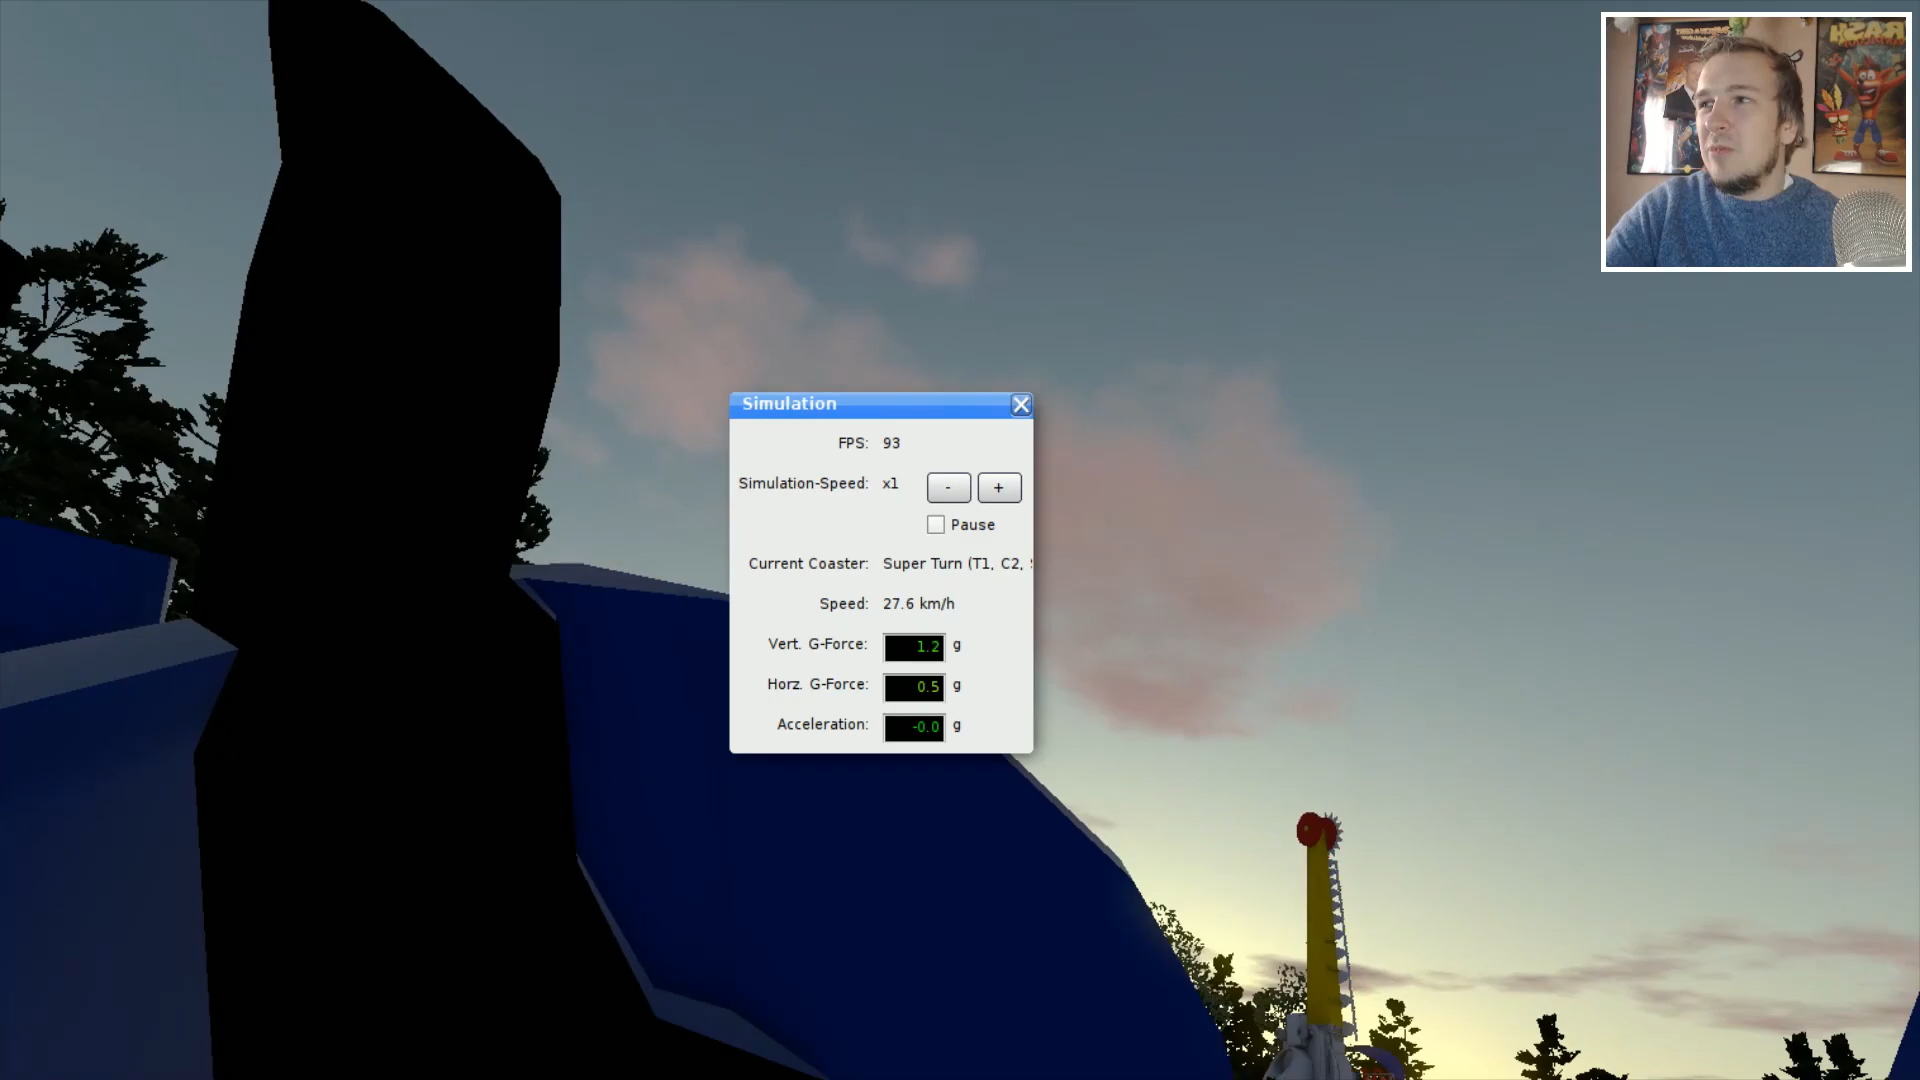 Simulation
FPS: 93
Simulation-Speed: x1
-
+
Pause
Current Coaster: Super Turn (T1, C2,
Speed: 27.6 km/h
Vert. G-Force: 1.2 g
Horz. G-Force: 0.5 g
Acceleration: -0.0 g